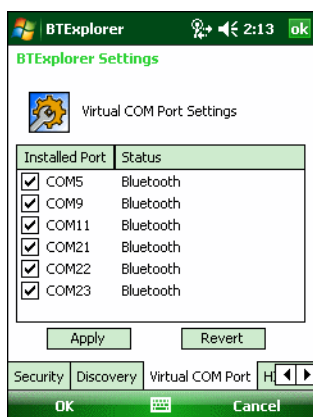 BTExplorer 2:13 ok
BTExplorer Settings
Virtual COM Port Settings
Installed Port Status
COM5 Bluetooth
COM9 Bluetooth
COM11 Bluetooth
COM21 Bluetooth
COM22 Bluetooth
COM23 Bluetooth
Apply Revert
Security Discovery Virtual COM Port
OK Cancel